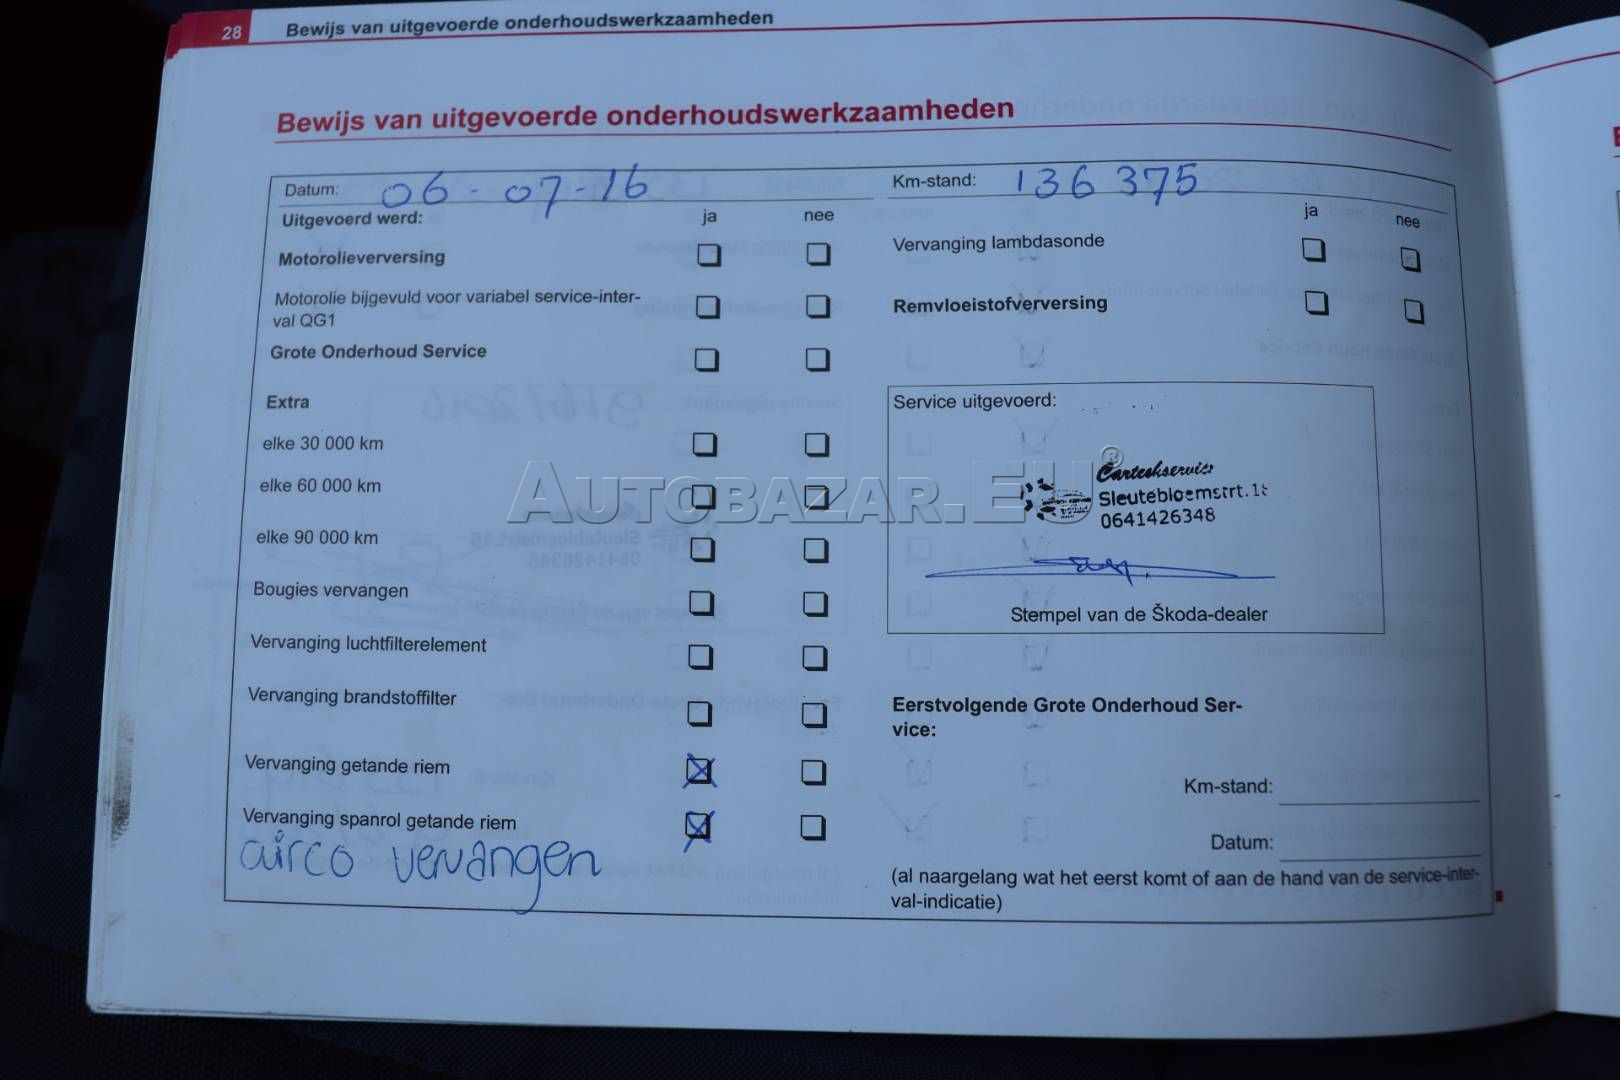 28 Bewijs van uitgevoerde onderhoudswerkzaamheden
Bewijs van uitgevoerde onderhoudswerkzaamheden
Datum: 06-07-16
Uitgevoerd werd: ja nee
Motorolieverversing
Motorolie bijgevuld voor variabel service-inter-
val QG1
Grote Onderhoud Service
Extra
elke 30 000 km
elke 60 000 km
elke 90 000 km
Bougies vervangen
Vervanging luchtfilterelement
Vervanging brandstoffilter
Vervanging getande riem
Vervanging spanrol getande riem
airco vervangen
Km-stand: 136 375
ja nee
Vervanging lambdasonde
Remvloeistofverversing
Service uitgevoerd:
Carteckservice
Sleutebloemstrt.18
0641426348
Stempel van de Škoda-dealer
Eerstvolgende Grote Onderhoud Ser-
vice:
Km-stand:
Datum:
(al naargelang wat het eerst komt of aan de hand van de service-inter-
val-indicatie)
AUTOBAZAR.EU®